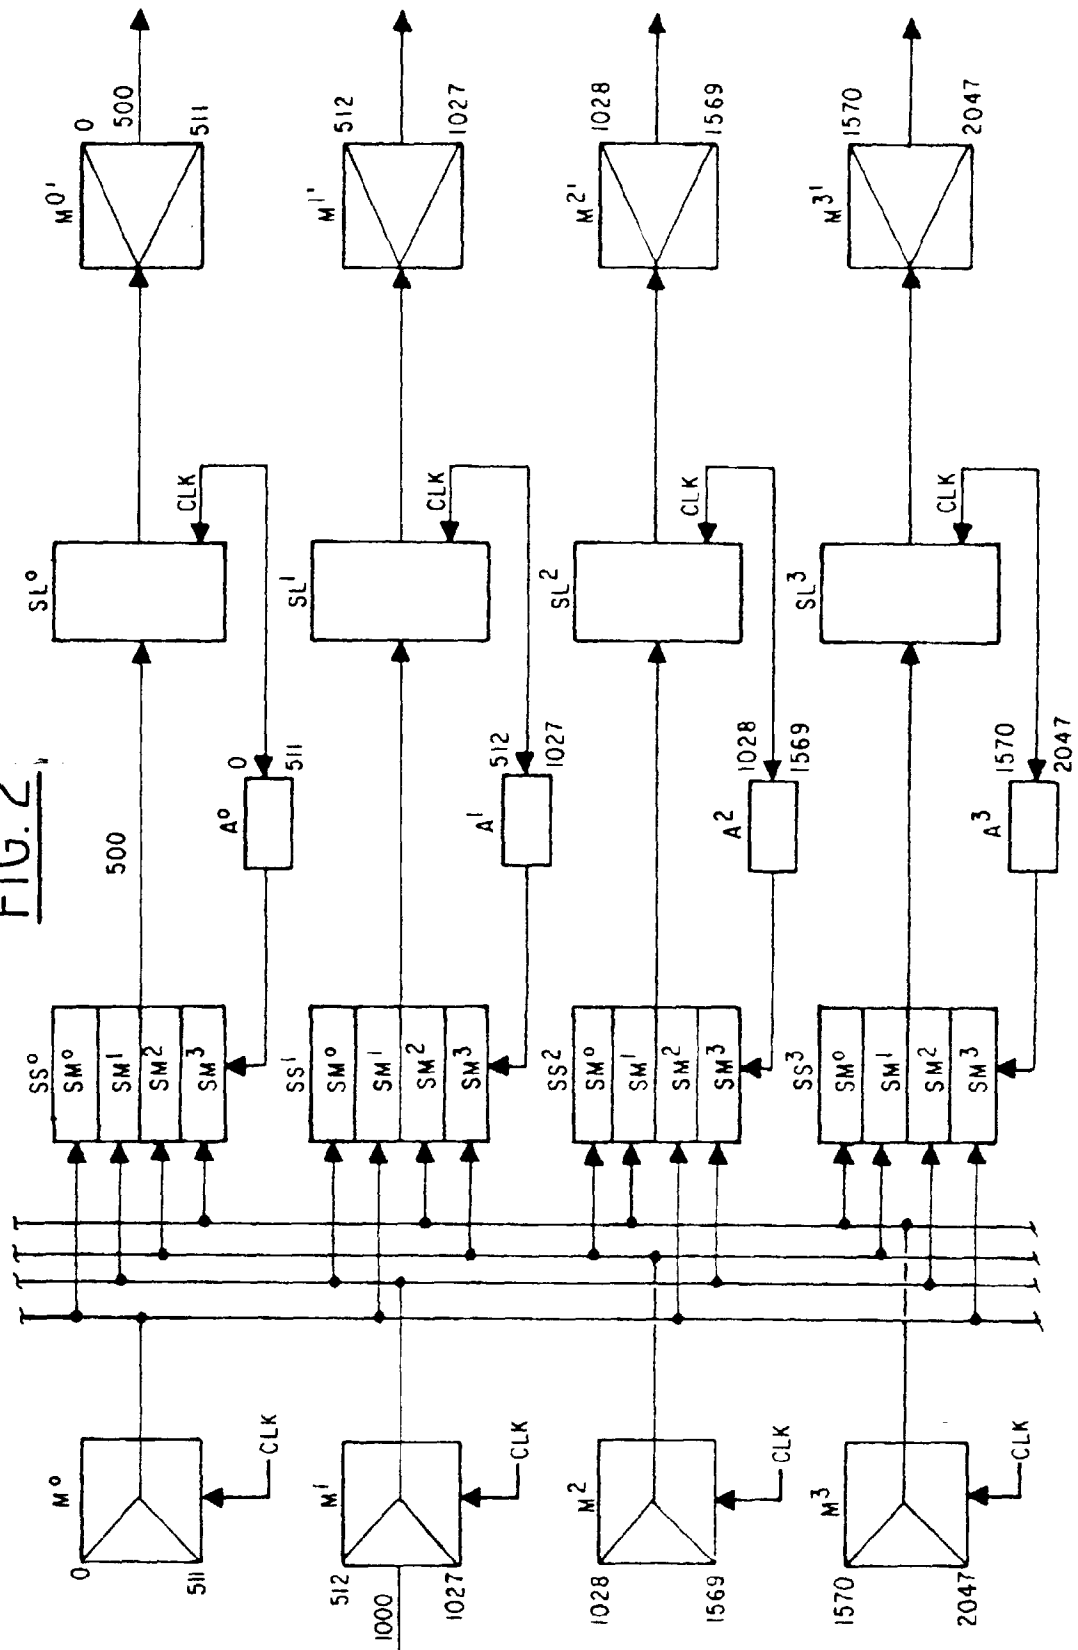 FIG. 2
0
M⁰
511
CLK
SS⁰
SM⁰
SM¹
SM²
SM³
500
A⁰
0
511
SL⁰
CLK
M⁰'
0
500
511
512
M¹
1000
1027
CLK
SS¹
SM⁰
SM¹
SM²
SM³
A¹
512
1027
SL¹
CLK
M¹'
512
1027
1028
M²
1569
CLK
SS²
SM⁰
SM¹
SM²
SM³
A²
1028
1569
SL²
CLK
M²'
1028
1569
1570
M³
2047
CLK
SS³
SM⁰
SM¹
SM²
SM³
A³
1570
2047
SL³
CLK
M³'
1570
2047